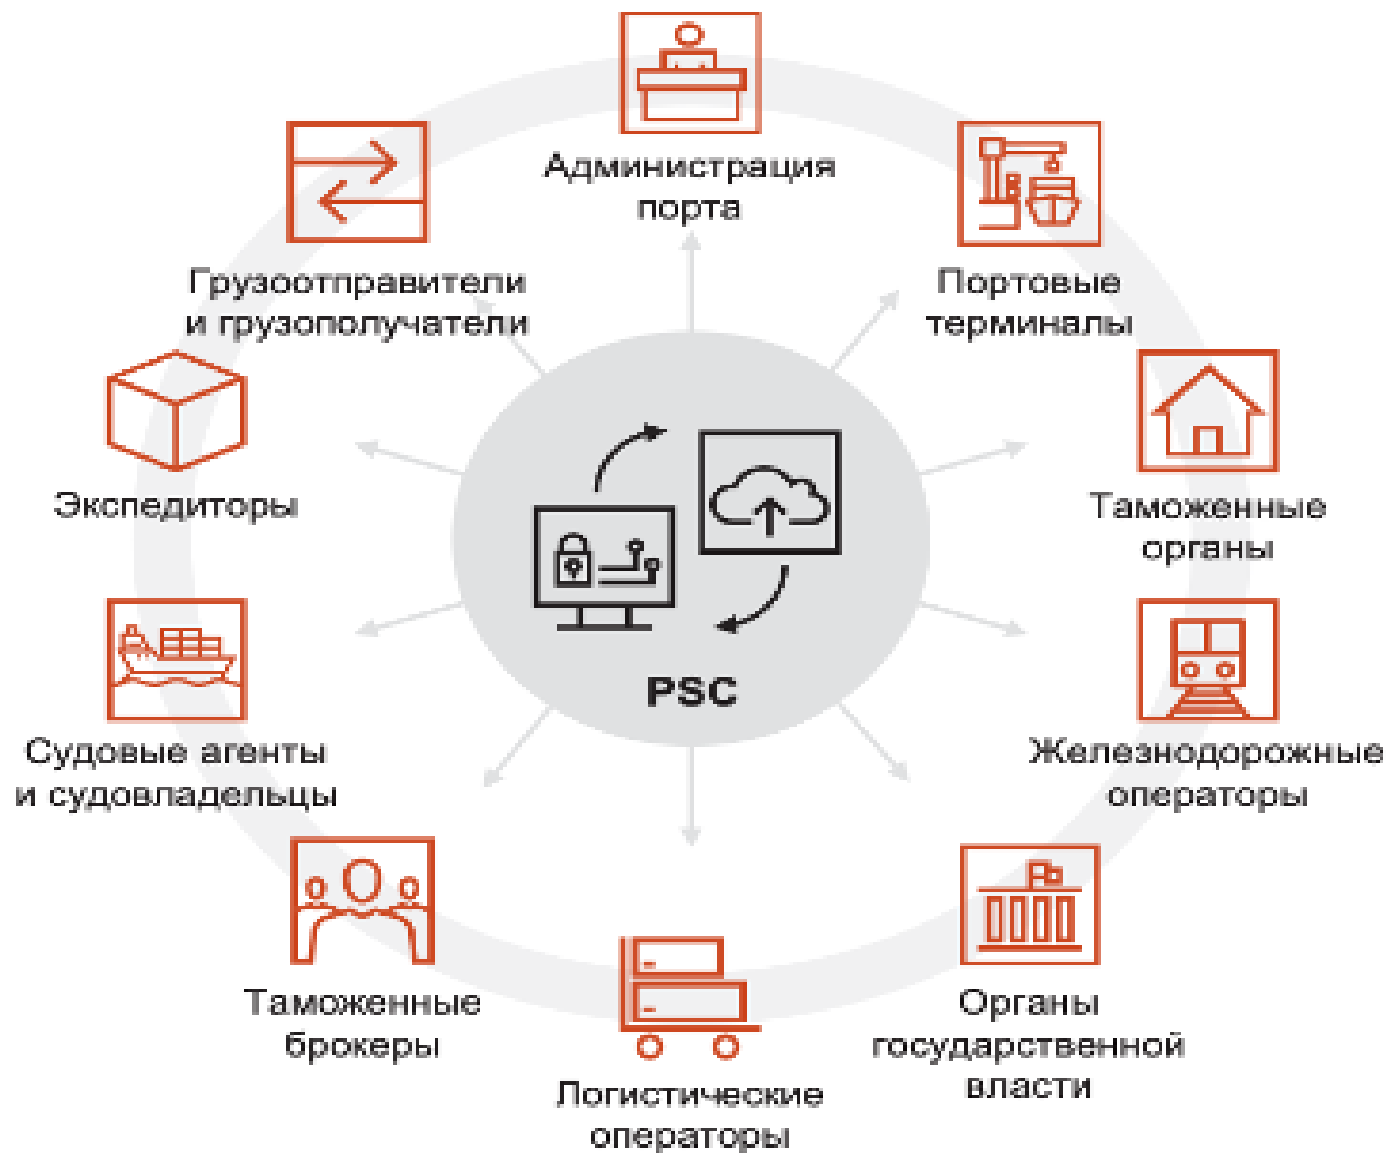 Администрация
порта
Грузоотправители
и грузополучатели
Портовые
терминалы
Экспедиторы
Таможенные
органы
PSC
Судовые агенты
и судовладельцы
Железнодорожные
операторы
Таможенные
брокеры
Органы
государственной
власти
Логистические
операторы